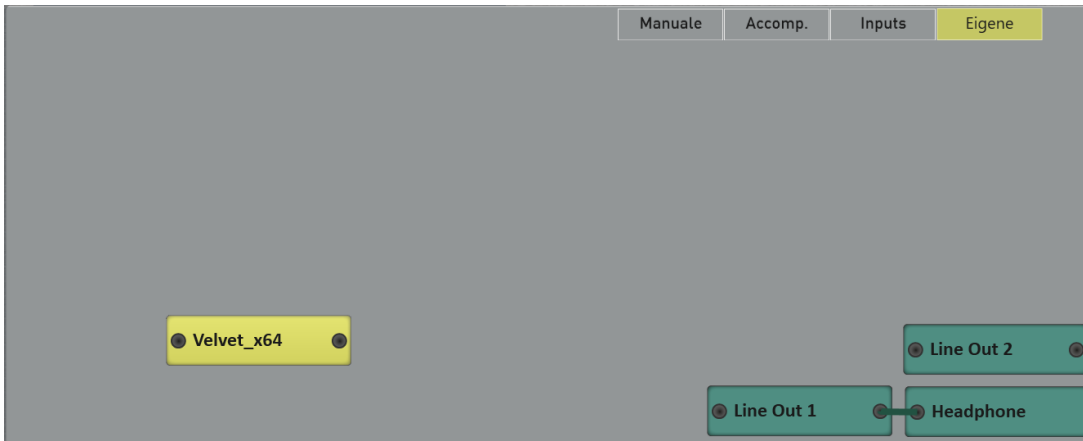 Manuale Accomp. Inputs Eigene
Velvet_x64
Line Out 2
Line Out 1 Headphone